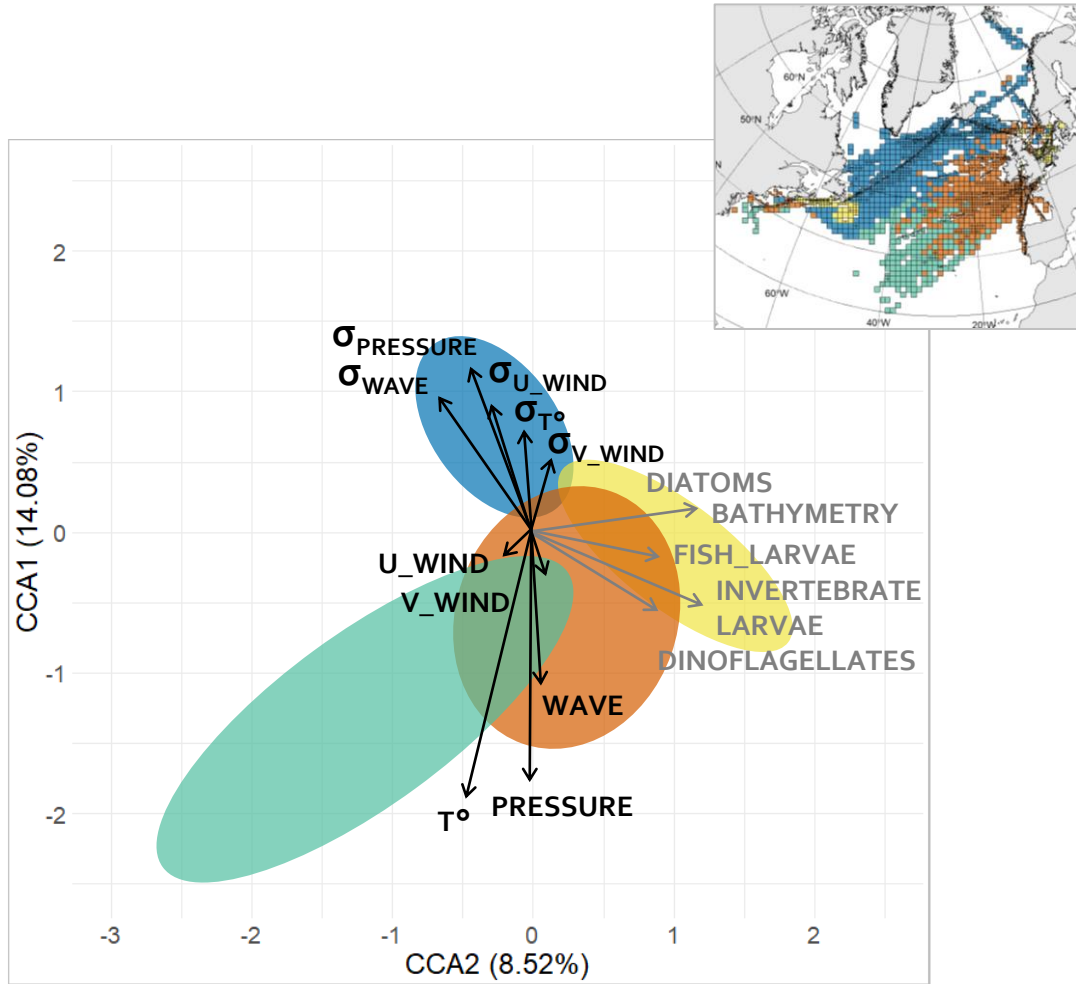 60°N
50°N
N
60°W
40°W
20°W
2
1
0
-1
-2
CCA1 (14.08%)
σPRESSURE
σWAVE
σU_WIND
σT°
σV_WIND
DIATOMS
BATHYMETRY
FISH_LARVAE
INVERTEBRATE
LARVAE
DINOFLAGELLATES
U_WIND
V_WIND
WAVE
PRESSURE
T°
-3
-2
-1
0
1
2
CCA2 (8.52%)